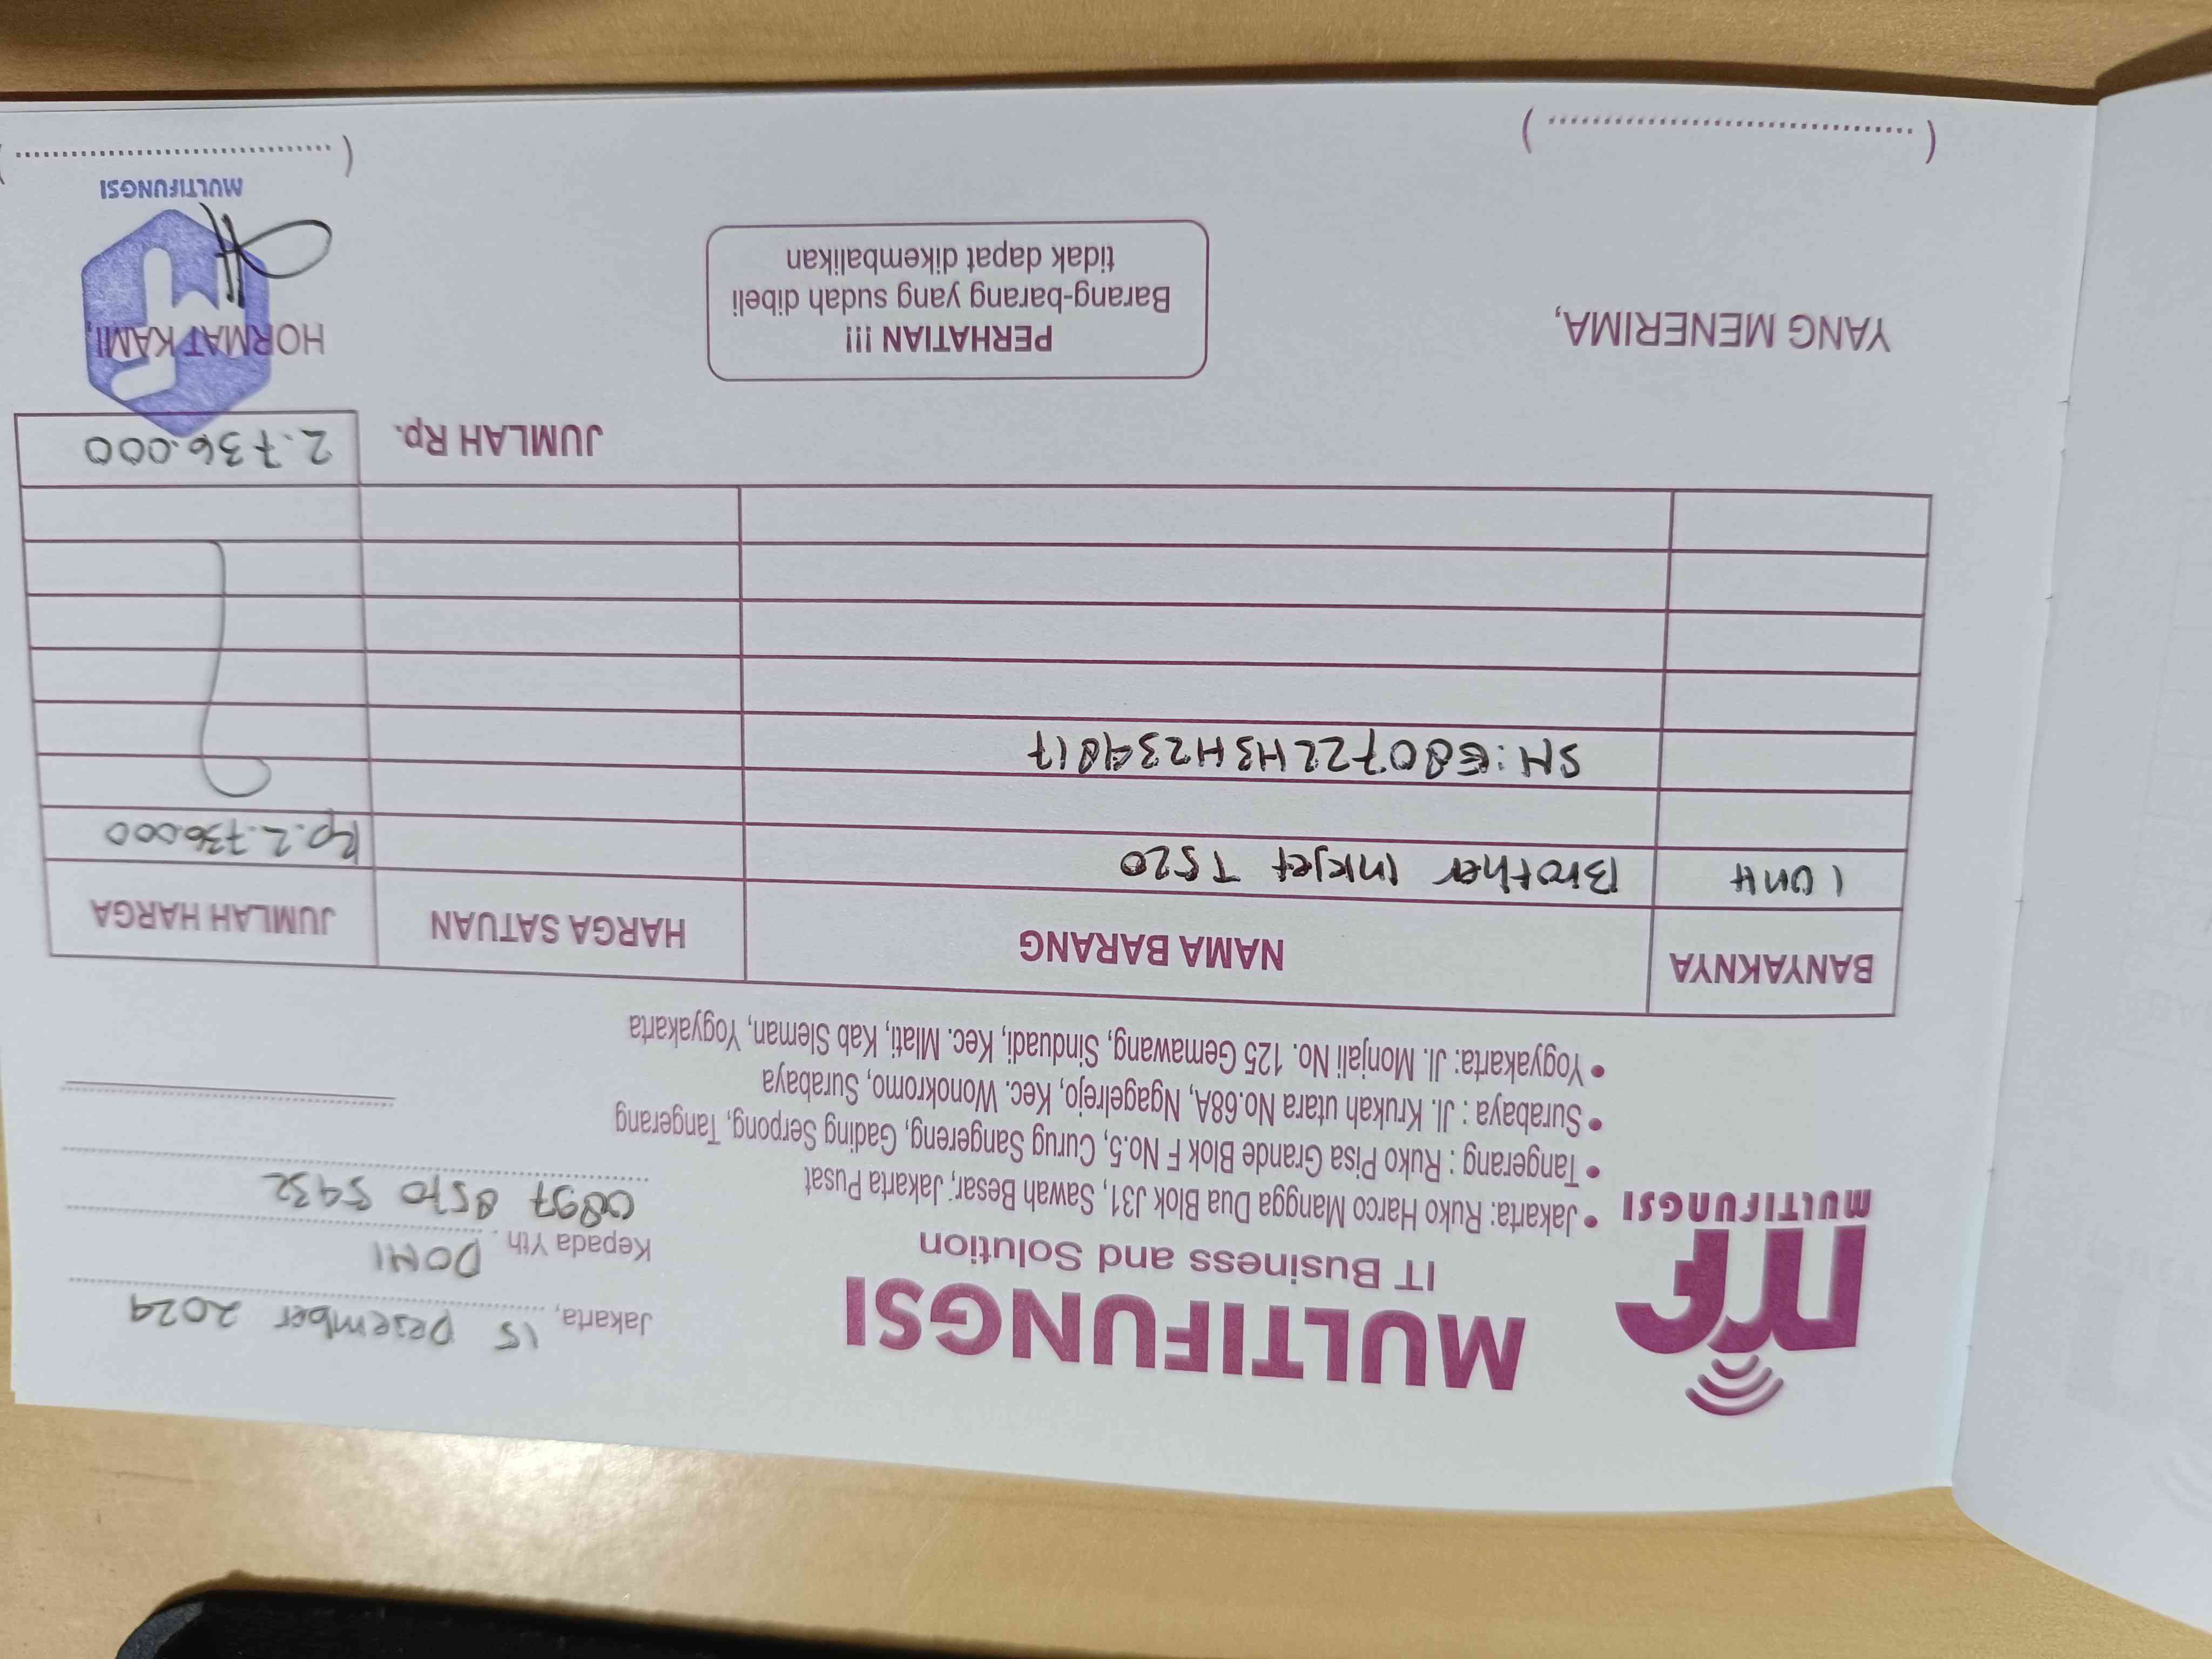 MULTIFUNGSI
MULTIFUNGSI
IT Business and Solution
• Jakarta: Ruko Harco Mangga Dua Blok J31, Sawah Besar, Jakarta Pusat
• Tangerang : Ruko Pisa Grande Blok F No.5, Curug Sangereng, Gading Serpong, Tangerang
• Surabaya : Jl. Krukah utara No.68A, Ngagelrejo, Kec. Wonokromo, Surabaya
• Yogyakarta: Jl. Monjali No. 125 Gemawang, Sinduadi, Kec. Mlati, Kab Sleman, Yogyakarta
Jakarta, 15 Desember 2024
Kepada Yth. DONI
0897 8570 5432
BANYAKNYA NAMA BARANG HARGA SATUAN JUMLAH HARGA
1 Unit Brother Inkjet T520 Rp.2.736.000
JUMLAH Rp. 2.736.000
YANG MENERIMA,
PERHATIAN !!!
Barang-barang yang sudah dibeli
tidak dapat dikembalikan
HORMAT KAMI,
MULTIFUNGSI